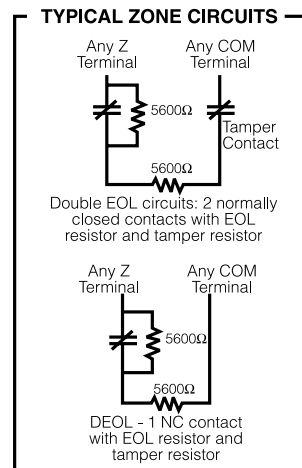 TYPICAL ZONE CIRCUITS
Any Z
Terminal
Any COM
Terminal
5600Ω
Tamper
Contact
5600Ω
Double EOL circuits: 2 normally
closed contacts with EOL
resistor and tamper resistor
Any Z
Terminal
Any COM
Terminal
5600Ω
5600Ω
DEOL - 1 NC contact
with EOL resistor and
tamper resistor